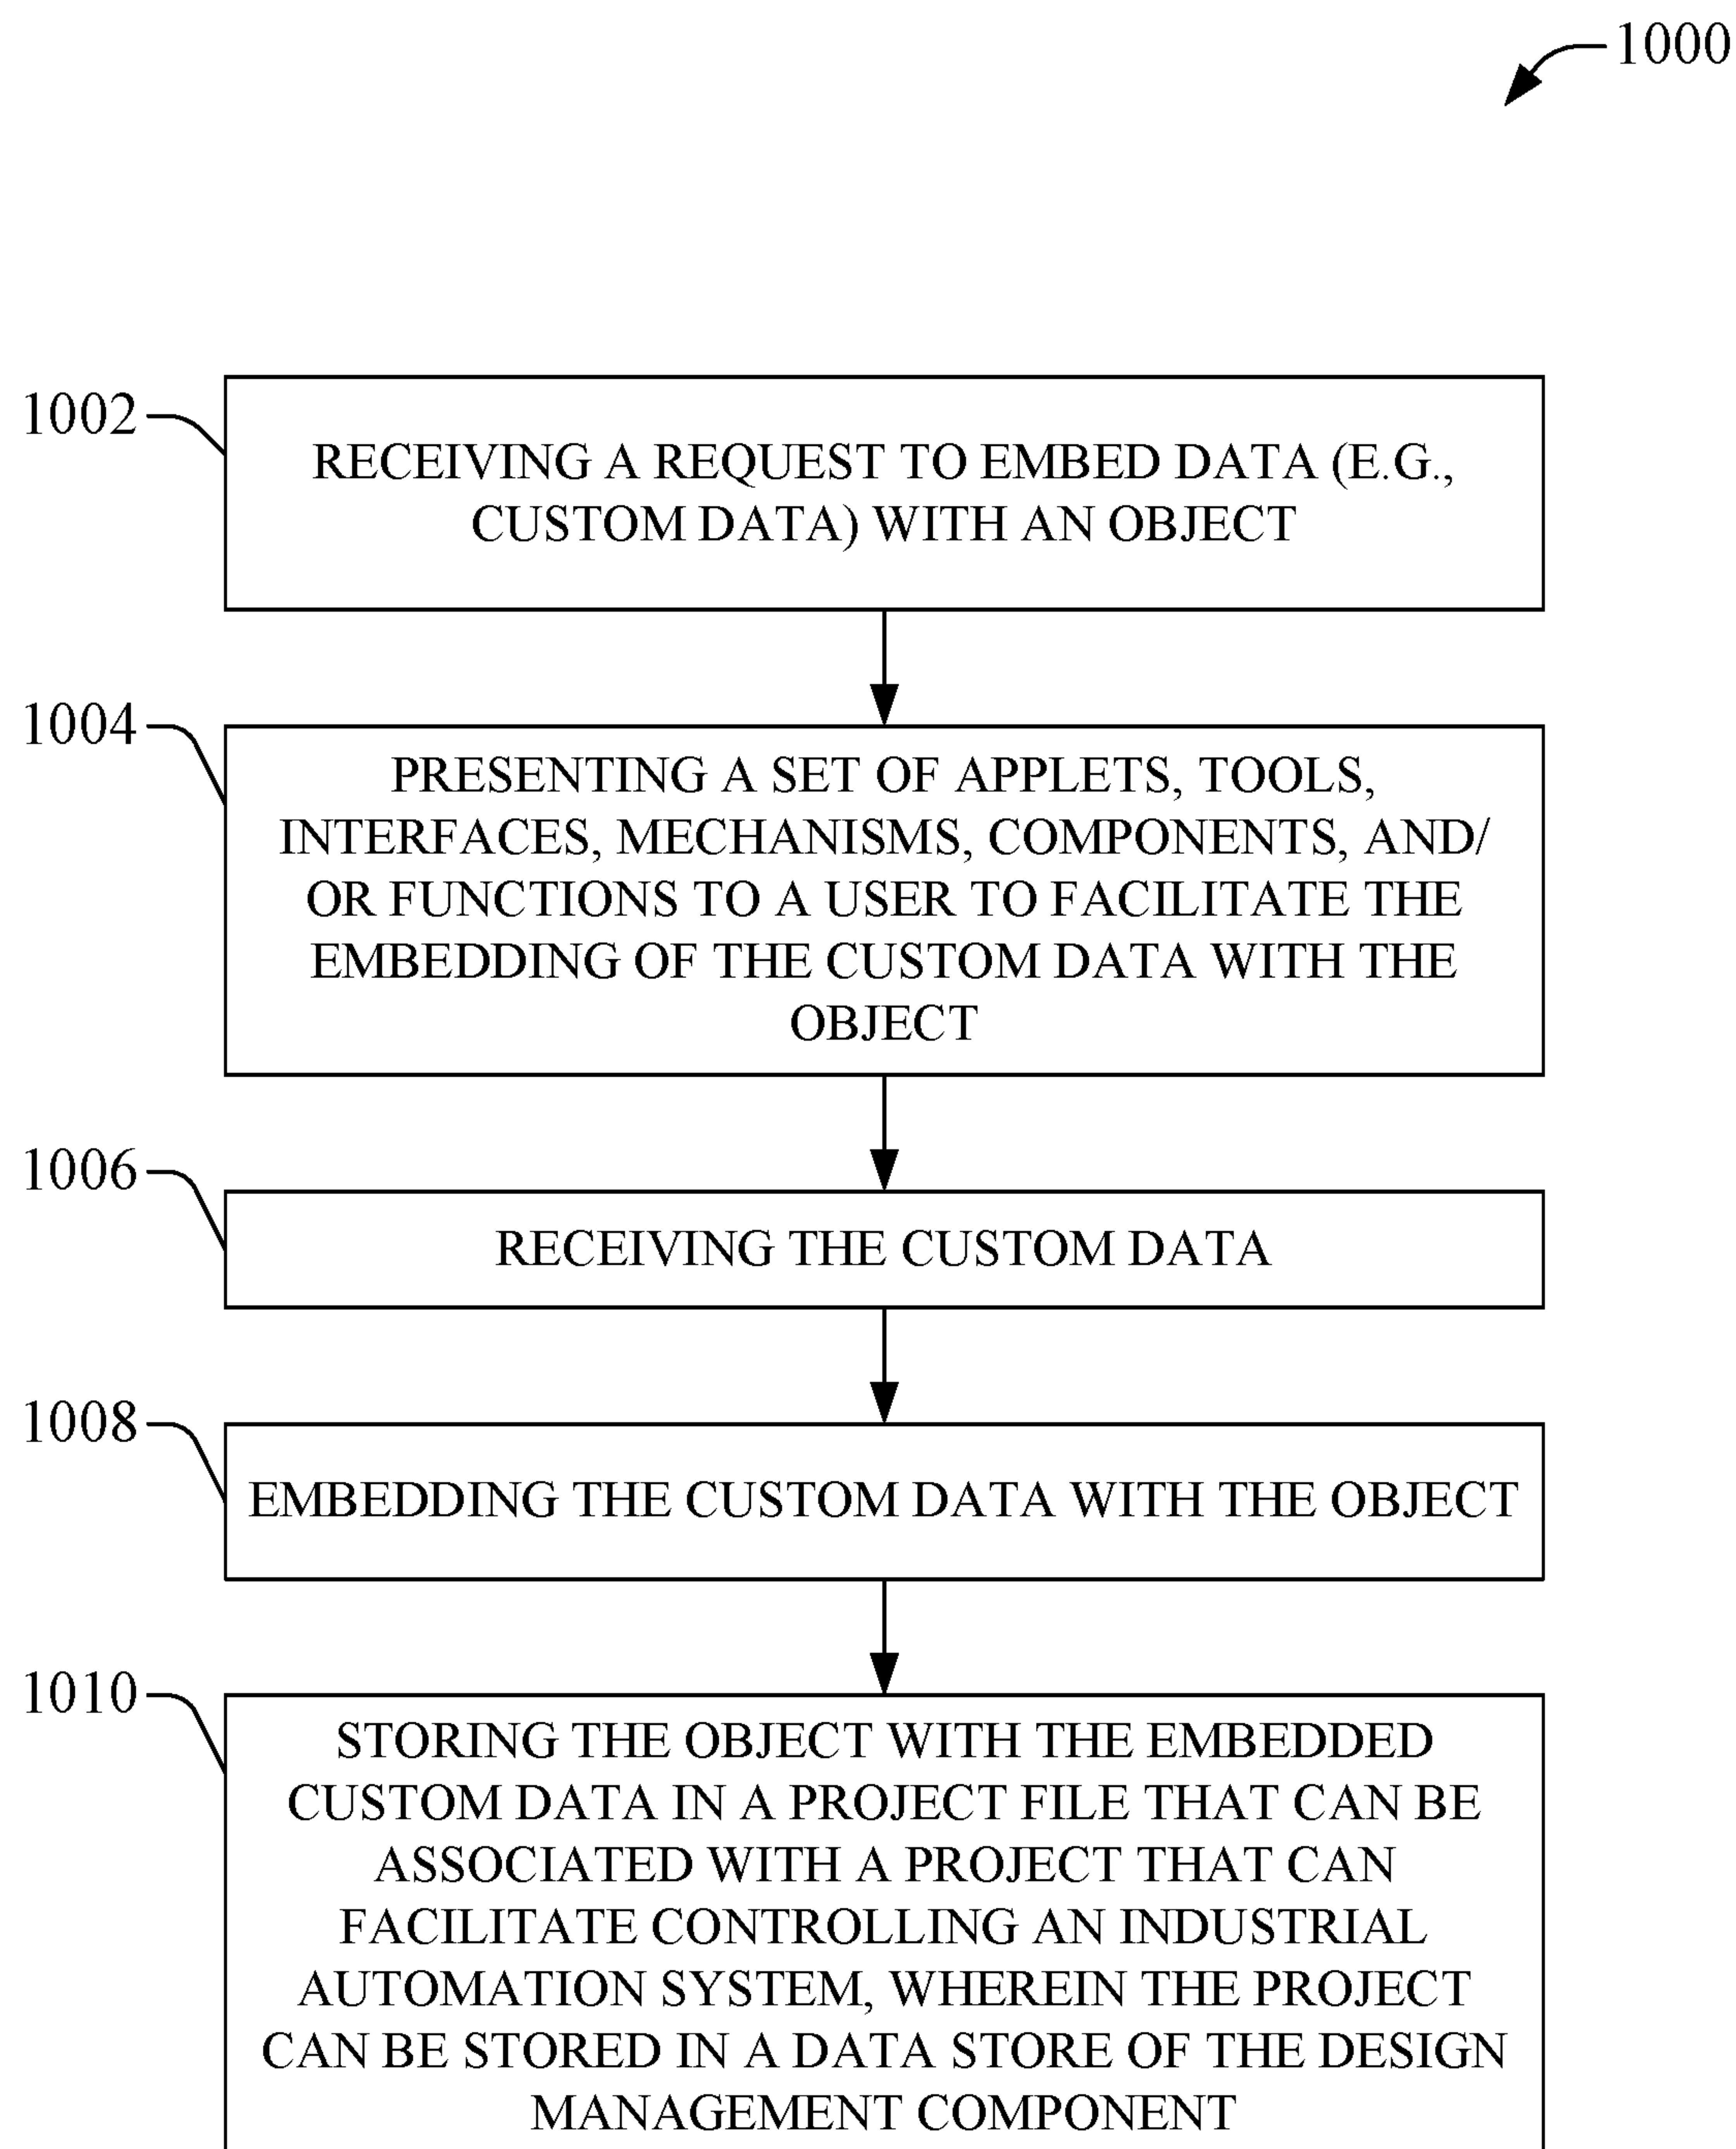 1000
1002
RECEIVING A REQUEST TO EMBED DATA (E.G.,
CUSTOM DATA) WITH AN OBJECT
1004
PRESENTING A SET OF APPLETS, TOOLS,
INTERFACES, MECHANISMS, COMPONENTS, AND/
OR FUNCTIONS TO A USER TO FACILITATE THE
EMBEDDING OF THE CUSTOM DATA WITH THE
OBJECT
1006
RECEIVING THE CUSTOM DATA
1008
EMBEDDING THE CUSTOM DATA WITH THE OBJECT
1010
STORING THE OBJECT WITH THE EMBEDDED
CUSTOM DATA IN A PROJECT FILE THAT CAN BE
ASSOCIATED WITH A PROJECT THAT CAN
FACILITATE CONTROLLING AN INDUSTRIAL
AUTOMATION SYSTEM, WHEREIN THE PROJECT
CAN BE STORED IN A DATA STORE OF THE DESIGN
MANAGEMENT COMPONENT